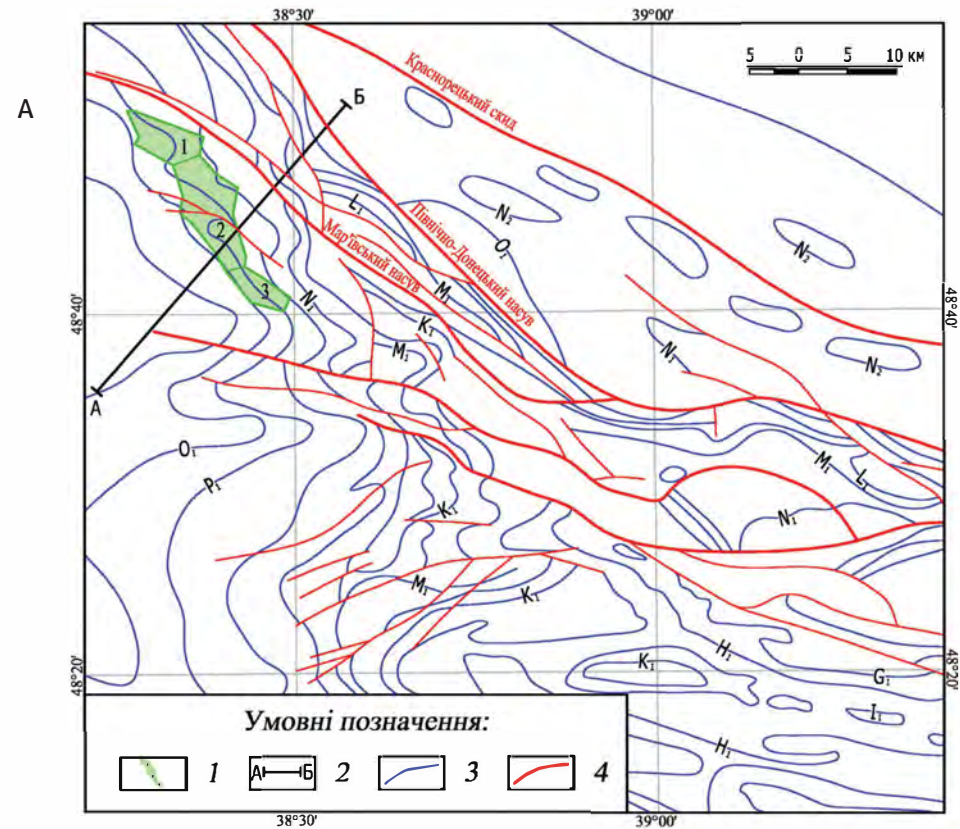 38°30' 39°00'
5 0 5 10 км
А
Б
Краснорецький скид
1
L₁
N₂
N₂
O₁
Північно-Донецький насув
2
Мар'ївський насув
M₁
3
N₁
48°40' 48°40'
K₁
M₁
N₁
N₂
А
O₁
P₁
M₁
L₁
K₁
N₁
M₁
K₁
H₁
K₁
G₁
48°20' 48°20'
I₁
H₁
Умовні позначення:
1 А Б 2 3 4
38°30' 39°00'